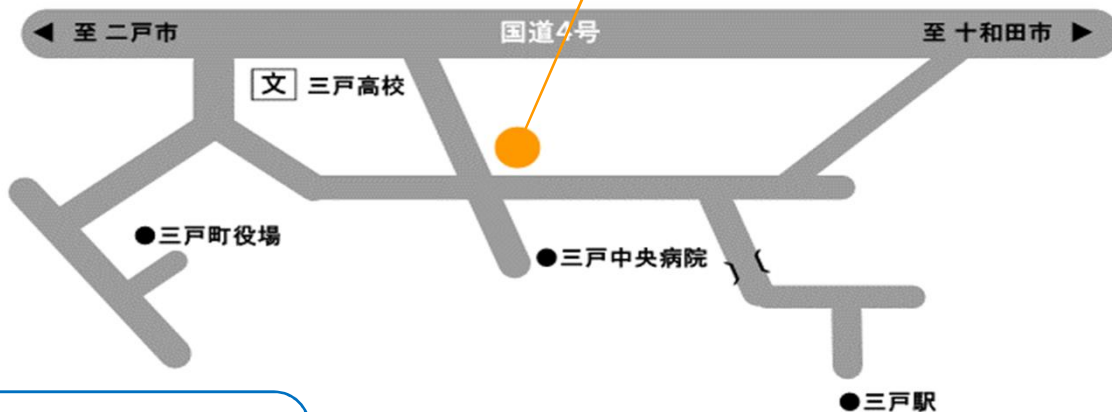 ◀ 至 二戸市
国道4号
至 十和田市 ▶
文 三戸高校
●三戸町役場
●三戸中央病院
●三戸駅